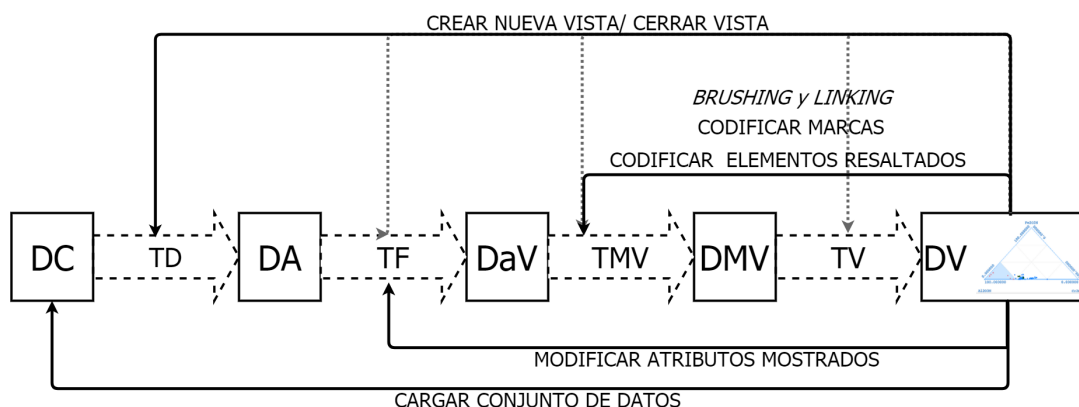 CREAR NUEVA VISTA/ CERRAR VISTA
BRUSHING y LINKING
CODIFICAR MARCAS
CODIFICAR ELEMENTOS RESALTADOS
DC TD DA TF DaV TMV DMV TV DV
MODIFICAR ATRIBUTOS MOSTRADOS
CARGAR CONJUNTO DE DATOS